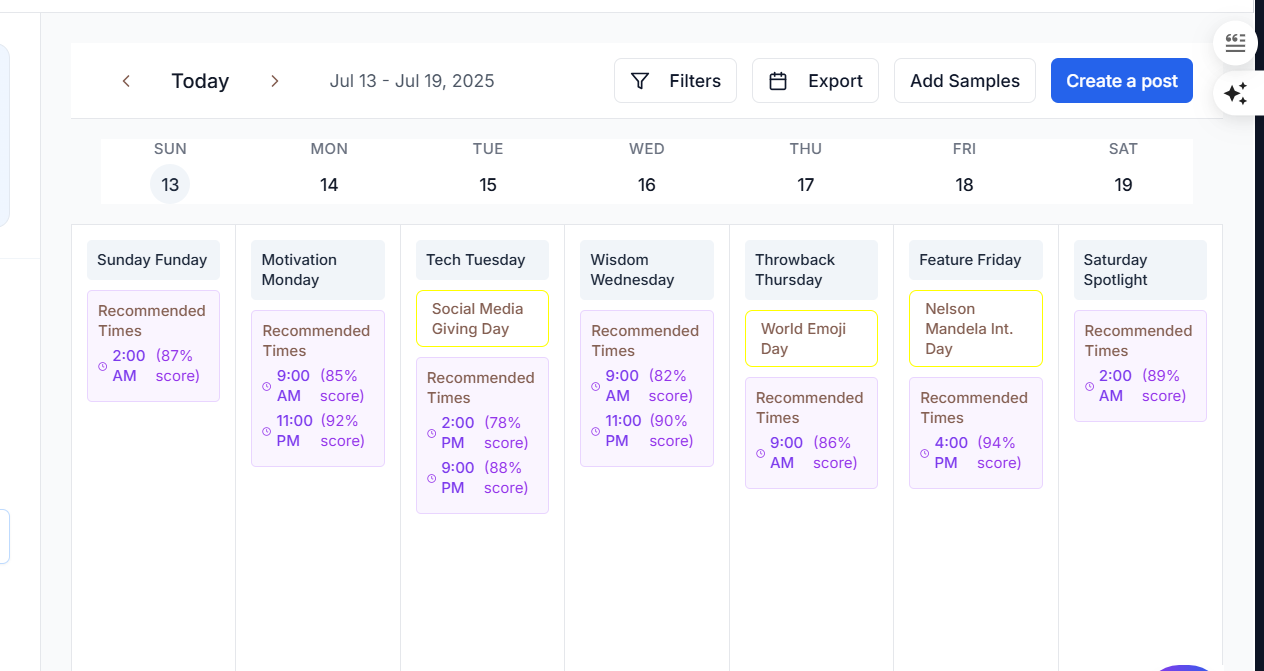 Today
Jul 13 - Jul 19, 2025
Filters
Export
Add Samples
Create a post
SUN
MON
TUE
WED
THU
FRI
SAT
13
14
15
16
17
18
19
Sunday Funday
Recommended
Times
2:00 (87%
AM score)
Motivation
Monday
Recommended
Times
9:00 (85%
AM score)
11:00 (92%
PM score)
Tech Tuesday
Social Media
Giving Day
Recommended
Times
2:00 (78%
PM score)
9:00 (88%
PM score)
Wisdom
Wednesday
Recommended
Times
9:00 (82%
AM score)
11:00 (90%
PM score)
Throwback
Thursday
World Emoji
Day
Recommended
Times
9:00 (86%
AM score)
Feature Friday
Nelson
Mandela Int.
Day
Recommended
Times
4:00 (94%
PM score)
Saturday
Spotlight
Recommended
Times
2:00 (89%
AM score)